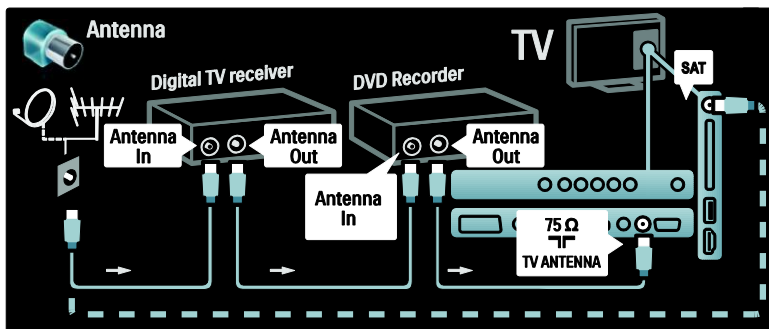 Antenna
TV
Digital TV receiver
DVD Recorder
SAT
Antenna
In
Antenna
Out
Antenna
In
Antenna
Out
75 Ω
TV ANTENNA